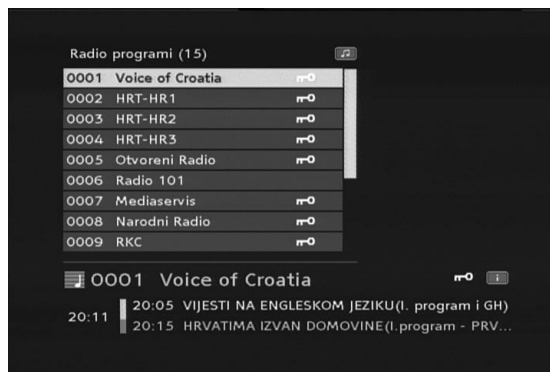 Radio programi (15)
0001 Voice of Croatia
0002 HRT-HR1
0003 HRT-HR2
0004 HRT-HR3
0005 Otvoreni Radio
0006 Radio 101
0007 Mediaservis
0008 Narodni Radio
0009 RKC
0001 Voice of Croatia
20:11
20:05 VIJESTI NA ENGLESKOM JEZIKU(I. program i GH)
20:15 HRVATIMA IZVAN DOMOVINE(I.program - PRV...